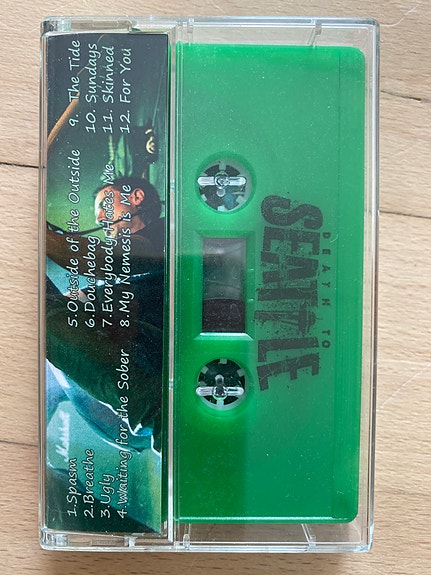 1.Spasm
2.Breathe
3.Ugly
4.Waiting for the Sober
5.Outside of the Outside
6.Douchebag
7.Everybody Hates Me
8.My Nemesis is Me
9. The Tide
10. Sundays
11. Skinned
12. For You
DEATH TO
SEATTLE
Marshall